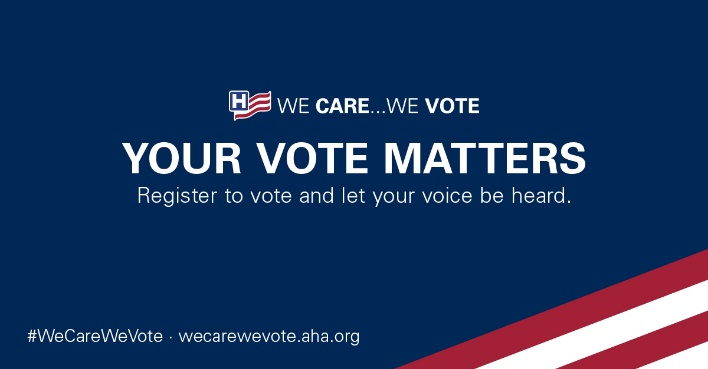 H WE CARE...WE VOTE
YOUR VOTE MATTERS
Register to vote and let your voice be heard.
#WeCareWeVote · wecarewevote.aha.org